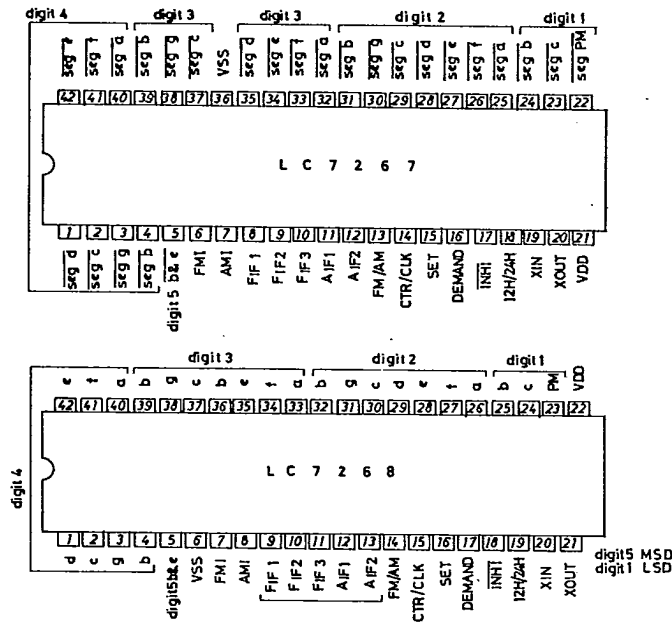 digit 4 digit 3 digit 3 digit 2 digit 1
seg e seg f seg a seg b seg g seg c VSS seg e seg f seg a seg b seg g seg c seg d seg e seg f seg a seg b seg c seg PM
42 41 40 39 38 37 36 35 34 33 32 31 30 29 28 27 26 25 24 23 22
L C 7 2 6 7
1 2 3 4 5 6 7 8 9 10 11 12 13 14 15 16 17 18 19 20 21
seg d seg c seg g seg b digit 5 b&e FMI AMI FIF1 FIF2 FIF3 AIF1 AIF2 FM/AM CTR/CLK SET DEMAND INHI 12H/24H XIN XOUT VDD
digit 3 digit 2 digit 1
e f a b g c b e f a b g c d e f a b c PM VDD
42 41 40 39 38 37 36 35 34 33 32 31 30 29 28 27 26 25 24 23 22
digit 4
L C 7 2 6 8
1 2 3 4 5 6 7 8 9 10 11 12 13 14 15 16 17 18 19 20 21
d c g b digit5b&e VSS FMI AMI FIF1 FIF2 FIF3 AIF1 AIF2 FM/AM CTR/CLK SET DEMAND INHI 12H/24H XIN XOUT
digit5 MSD
digit1 LSD